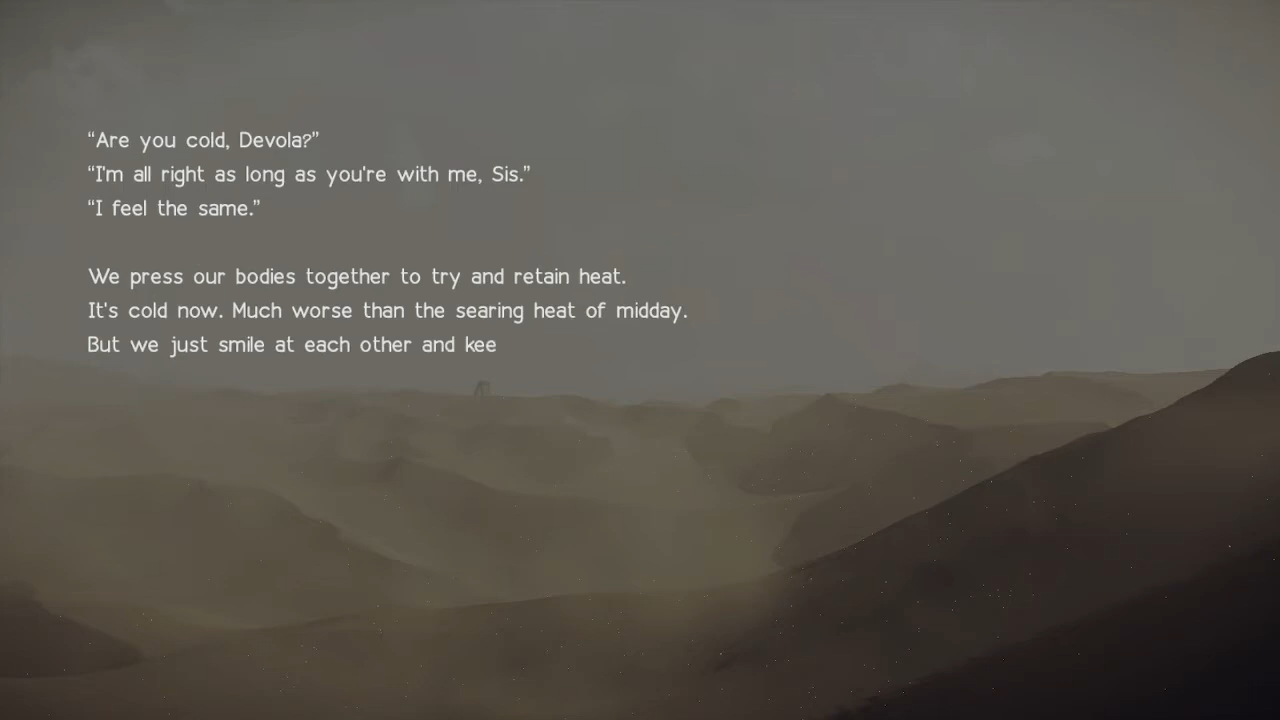 “Are you cold, Devola?”
“I'm all right as long as you're with me, Sis.”
“I feel the same.”
We press our bodies together to try and retain heat.
It's cold now. Much worse than the searing heat of midday.
But we just smile at each other and kee